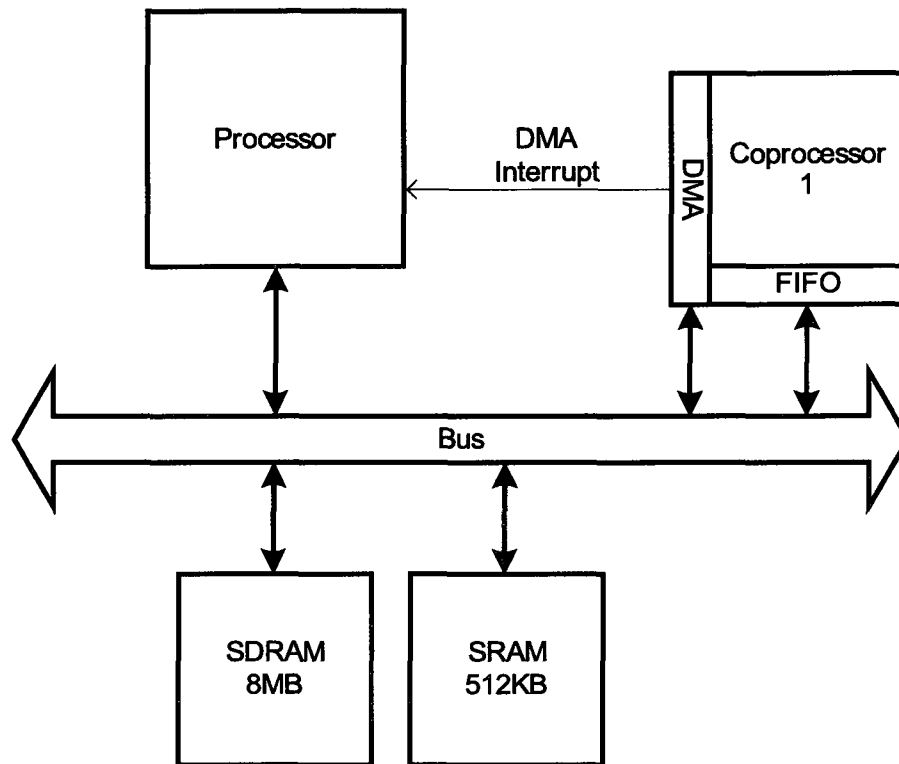 Processor
DMA
Interrupt
DMA
Coprocessor
1
FIFO
Bus
SDRAM
8MB
SRAM
512KB